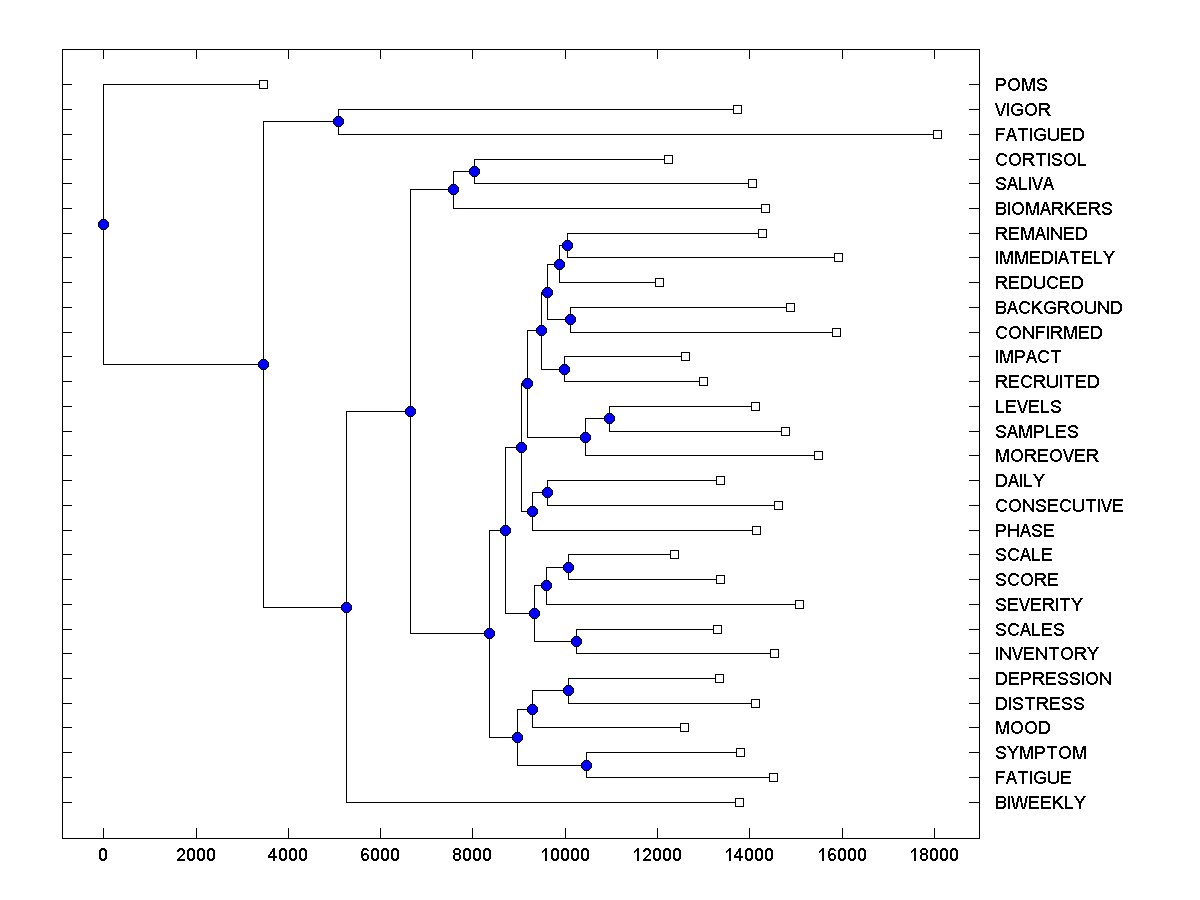 POMS
VIGOR
FATIGUED
CORTISOL
SALIVA
BIOMARKERS
REMAINED
IMMEDIATELY
REDUCED
BACKGROUND
CONFIRMED
IMPACT
RECRUITED
LEVELS
SAMPLES
MOREOVER
DAILY
CONSECUTIVE
PHASE
SCALE
SCORE
SEVERITY
SCALES
INVENTORY
DEPRESSION
DISTRESS
MOOD
SYMPTOM
FATIGUE
BIWEEKLY
0 2000 4000 6000 8000 10000 12000 14000 16000 18000